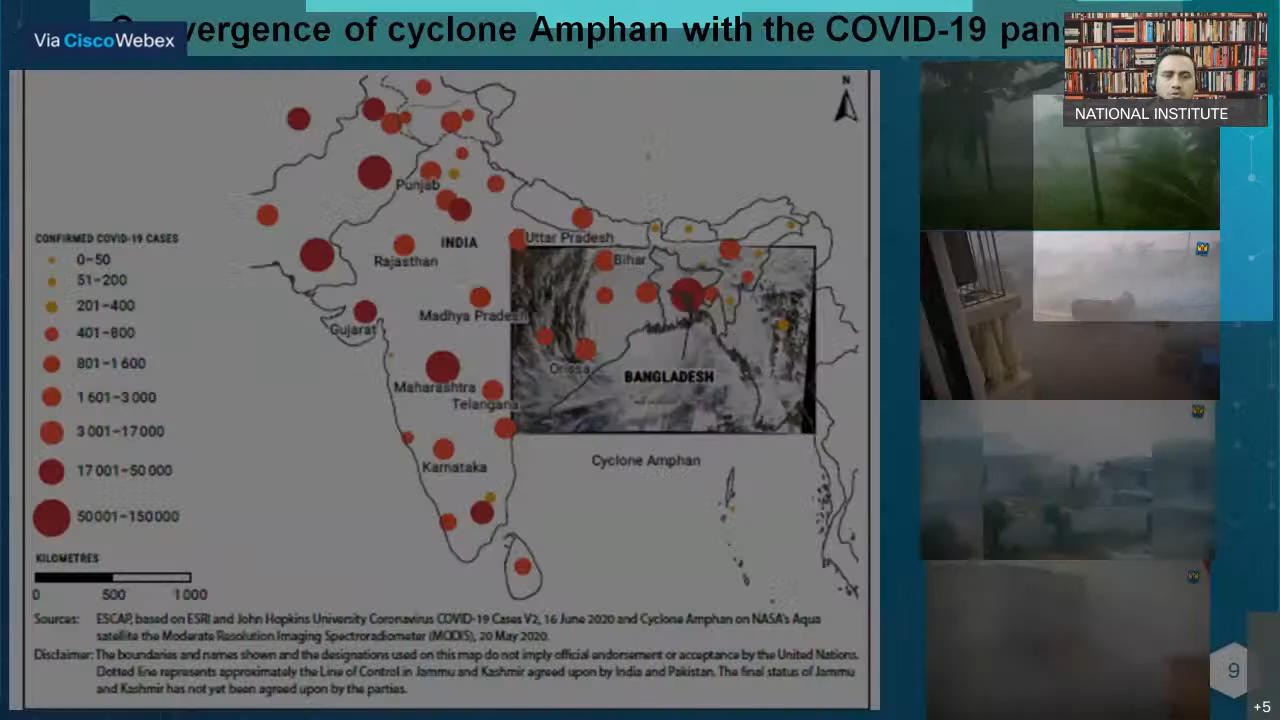 vergence of cyclone Amphan with the COVID-19 pan
Via Cisco Webex
NATIONAL INSTITUTE
N
CONFIRMED COVID-19 CASES
0–50
51–200
201–400
401–800
801–1 600
1 601–3 000
3 001–17 000
17 001–50 000
50 001–150 000
KILOMETRES
0 500 1 000
Punjab
INDIA
Uttar Pradesh
Rajasthan
Bihar
Gujarat
Madhya Pradesh
Orissa
BANGLADESH
Maharashtra
Telangana
Karnataka
Cyclone Amphan
Sources: ESCAP, based on ESRI and John Hopkins University Coronavirus COVID-19 Cases V2, 16 June 2020 and Cyclone Amphan on NASA's Aqua
satellite the Moderate Resolution Imaging Spectroradiometer (MODIS), 20 May 2020.
Disclaimer: The boundaries and names shown and the designations used on this map do not imply official endorsement or acceptance by the United Nations.
Dotted line represents approximately the Line of Control in Jammu and Kashmir agreed upon by India and Pakistan. The final status of Jammu
and Kashmir has not yet been agreed upon by the parties.
9
+5